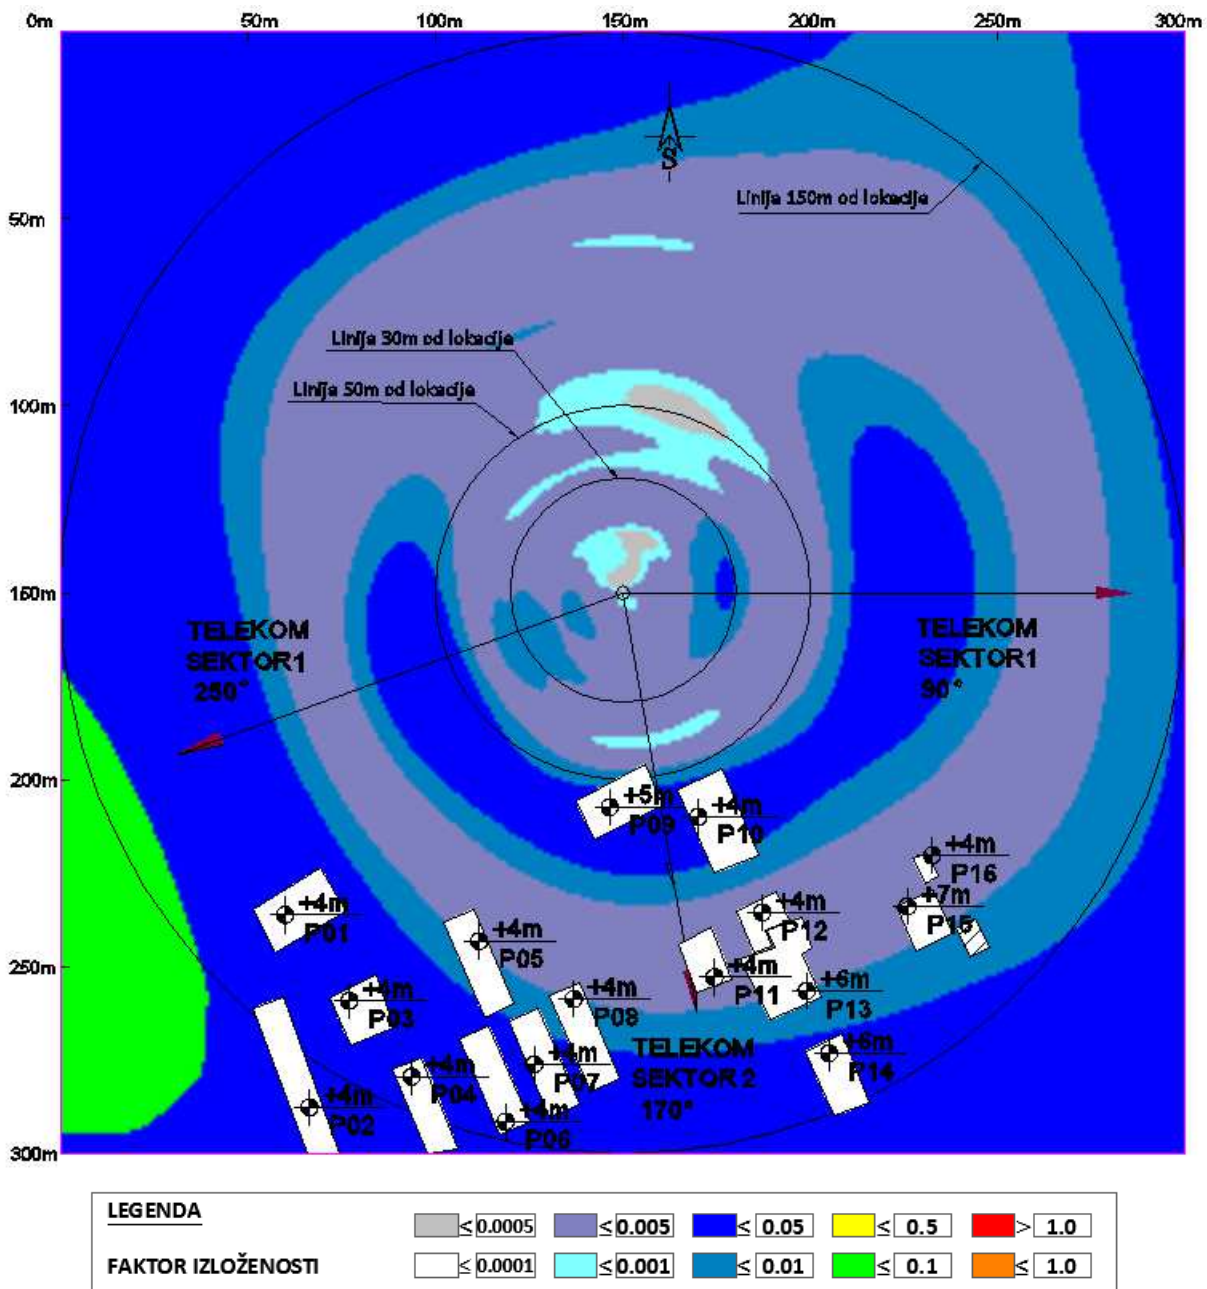 0m 50m 100m 150m 200m 250m 300m
S
Linija 150m od lokacije
50m
Linija 30m od lokacije
Linija 50m od lokacije
100m
150m
TELEKOM
SEKTOR1
250°
TELEKOM
SEKTOR1
90°
200m
+5m
P09
+4m
P10
+4m
P16
+4m
P01
+4m
P12
+7m
P15
+4m
P05
250m
+4m
P11
+6m
P13
+4m
P03
+4m
P08
+4m
P04
+4m
P07
TELEKOM
SEKTOR 2
170°
+6m
P14
+4m
P02
+4m
P06
300m
LEGENDA
≤ 0.0005 ≤ 0.005 ≤ 0.05 ≤ 0.5 > 1.0
FAKTOR IZLOŽENOSTI
≤ 0.0001 ≤ 0.001 ≤ 0.01 ≤ 0.1 ≤ 1.0